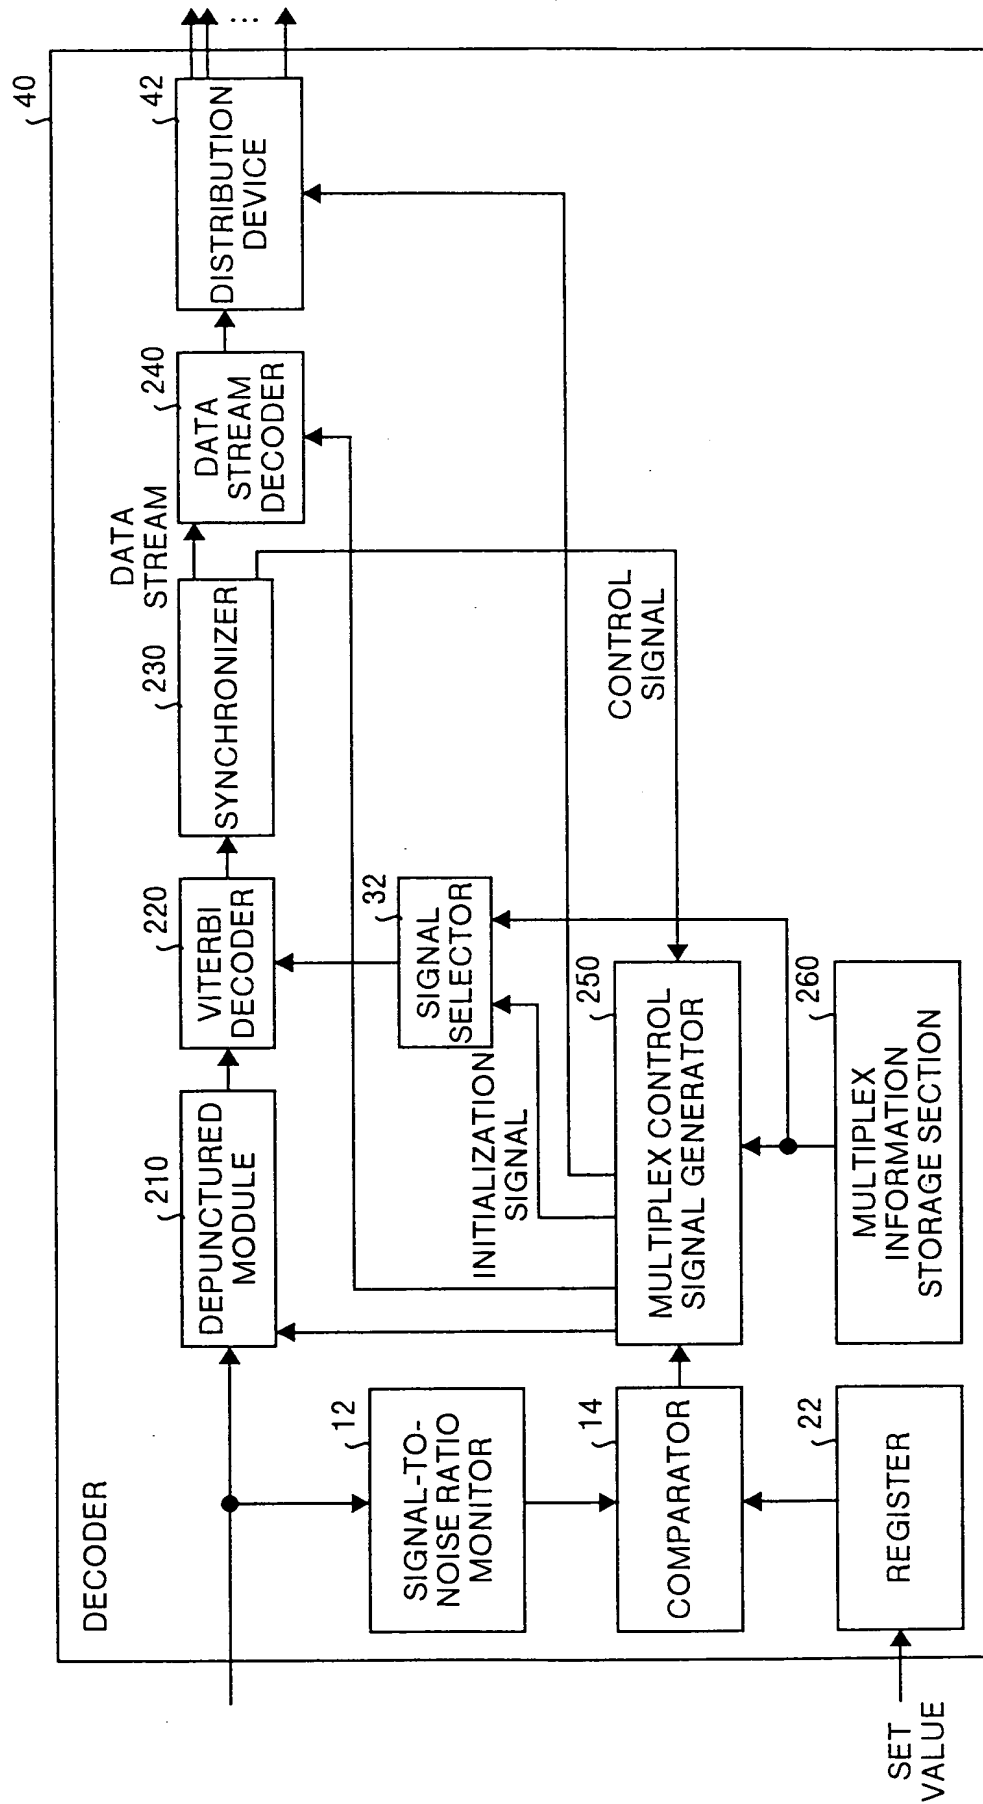 DECODER
40
DEPUNCTURED
MODULE
210
VITERBI
DECODER
220
SYNCHRONIZER
230
DATA
STREAM
DATA
STREAM
DECODER
240
DISTRIBUTION
DEVICE
42
...
SIGNAL-TO-
NOISE RATIO
MONITOR
12
INITIALIZATION
SIGNAL
SIGNAL
SELECTOR
32
CONTROL
SIGNAL
COMPARATOR
14
MULTIPLEX CONTROL
SIGNAL GENERATOR
250
SET
VALUE
REGISTER
22
MULTIPLEX
INFORMATION
STORAGE SECTION
260